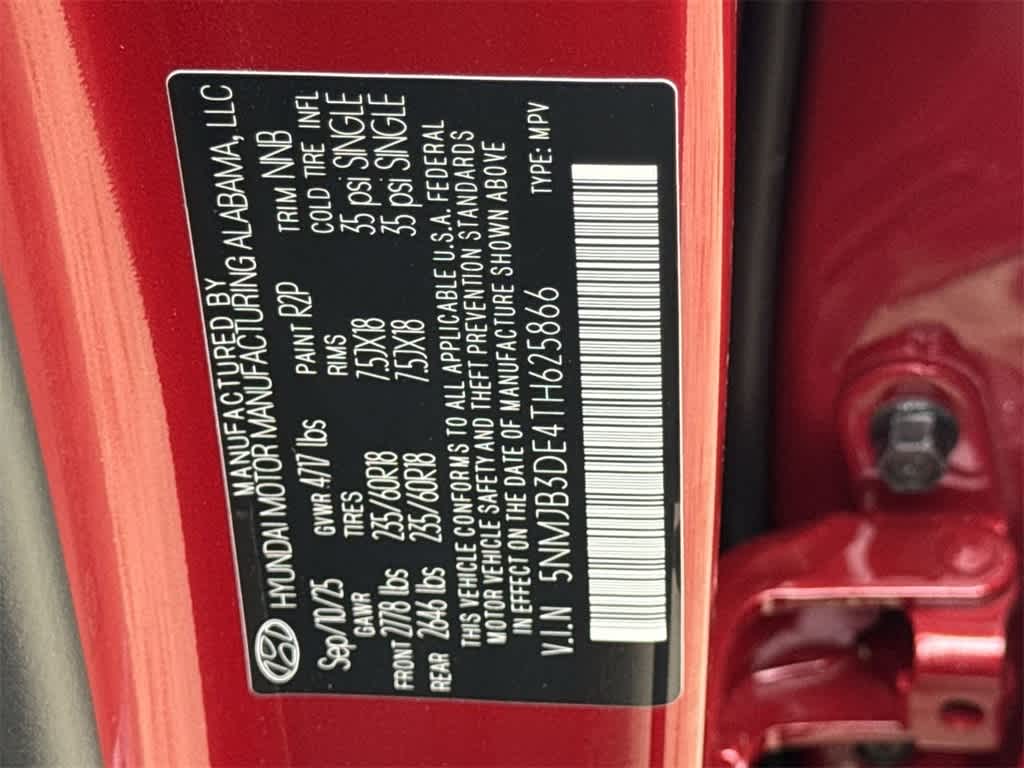 MANUFACTURED BY
HYUNDAI MOTOR MANUFACTURING ALABAMA, LLC
Sep/10/25 GVWR 4777 lbs PAINT R2P TRIM NNB
GAWR TIRES RIMS COLD TIRE INFL
FRONT 2778 lbs 235/60R18 7.5JX18 35 psi SINGLE
REAR 2646 lbs 235/60R18 7.5JX18 35 psi SINGLE
THIS VEHICLE CONFORMS TO ALL APPLICABLE U.S.A. FEDERAL
MOTOR VEHICLE SAFETY AND THEFT PREVENTION STANDARDS
IN EFFECT ON THE DATE OF MANUFACTURE SHOWN ABOVE
V.I.N 5NMJB3DE4TH625866 TYPE: MPV